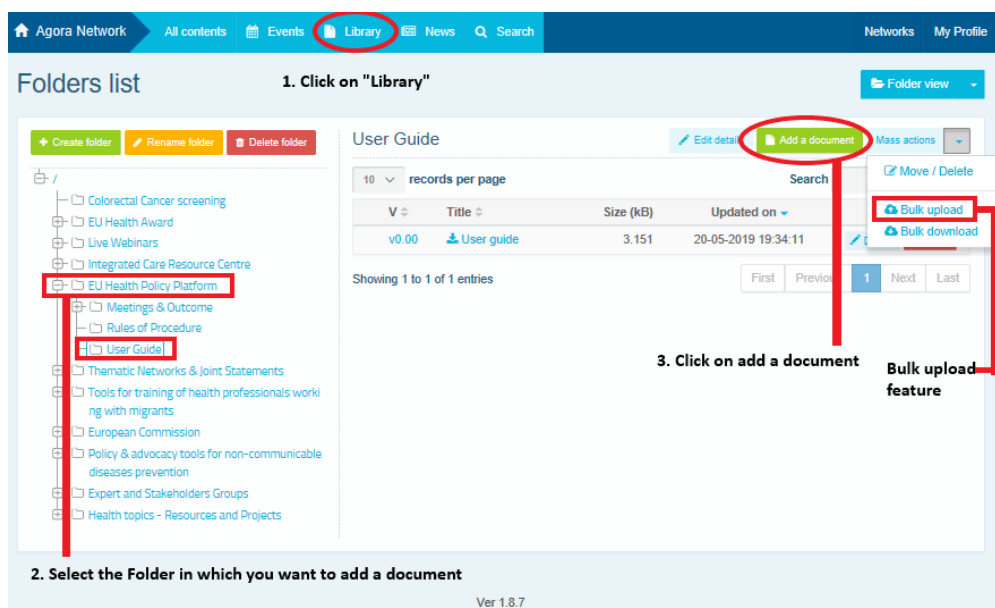 Agora Network All contents Events Library News Search Networks My Profile
Folders list
1. Click on "Library"
Folder view
Create folder Rename folder Delete folder
User Guide
Edit detail Add a document Mass actions
/
Colorectal Cancer screening
EU Health Award
Live Webinars
Integrated Care Resource Centre
EU Health Policy Platform
Meetings & Outcome
Rules of Procedure
User Guide
Thematic Networks & Joint Statements
Tools for training of health professionals worki
ng with migrants
European Commission
Policy & advocacy tools for non-communicable
diseases prevention
Expert and Stakeholders Groups
Health topics - Resources and Projects
10 records per page Search
Move / Delete
Bulk upload
Bulk download
V Title Size (kB) Updated on
v0.00 User guide 3.151 20-05-2019 19:34:11
Showing 1 to 1 of 1 entries
First Previou 1 Next Last
3. Click on add a document
Bulk upload
feature
2. Select the Folder in which you want to add a document
Ver 1.8.7